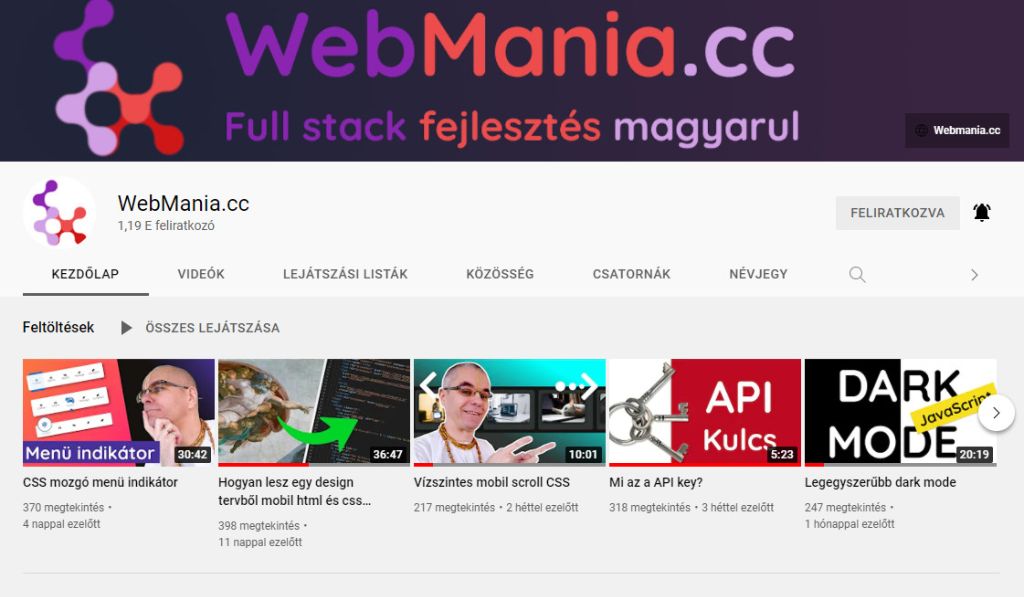 WebMania.cc
Full stack fejlesztés magyarul
Webmania.cc
WebMania.cc
1,19 E feliratkozó
FELIRATKOZVA
KEZDŐLAP VIDEÓK LEJÁTSZÁSI LISTÁK KÖZÖSSÉG CSATORNÁK NÉVJEGY
Feltöltések ÖSSZES LEJÁTSZÁSA
Menü indikátor
30:42
CSS mozgó menü indikátor
370 megtekintés •
4 nappal ezelőtt
36:47
Hogyan lesz egy design
tervből mobil html és css...
398 megtekintés •
11 nappal ezelőtt
10:01
Vízszintes mobil scroll CSS
217 megtekintés • 2 héttel ezelőtt
API
Kulcs
5:23
Mi az a API key?
318 megtekintés • 3 héttel ezelőtt
DARK
JavaScript
MODE
20:19
Legegyszerűbb dark mode
247 megtekintés •
1 hónappal ezelőtt